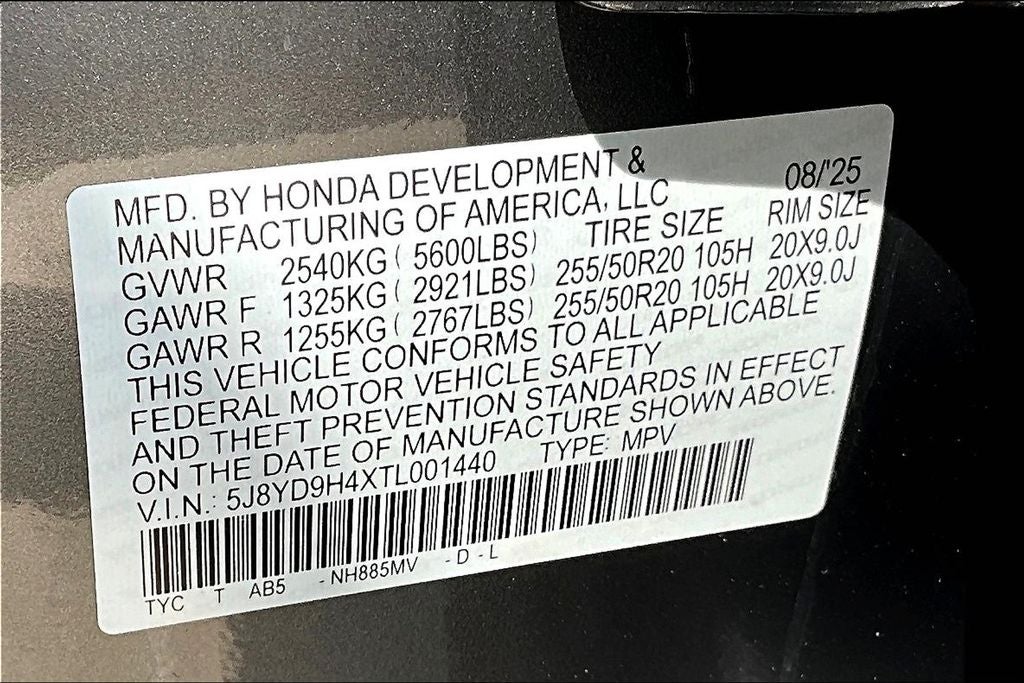 MFD. BY HONDA DEVELOPMENT & 08/'25
MANUFACTURING OF AMERICA, LLC
GVWR 2540KG ( 5600LBS) TIRE SIZE RIM SIZE
GAWR F 1325KG ( 2921LBS) 255/50R20 105H 20X9.0J
GAWR R 1255KG ( 2767LBS) 255/50R20 105H 20X9.0J
THIS VEHICLE CONFORMS TO ALL APPLICABLE
FEDERAL MOTOR VEHICLE SAFETY
AND THEFT PREVENTION STANDARDS IN EFFECT
ON THE DATE OF MANUFACTURE SHOWN ABOVE.
V.I.N.: 5J8YD9H4XTL001440 TYPE: MPV
TYC T AB5 - NH885MV - D - L